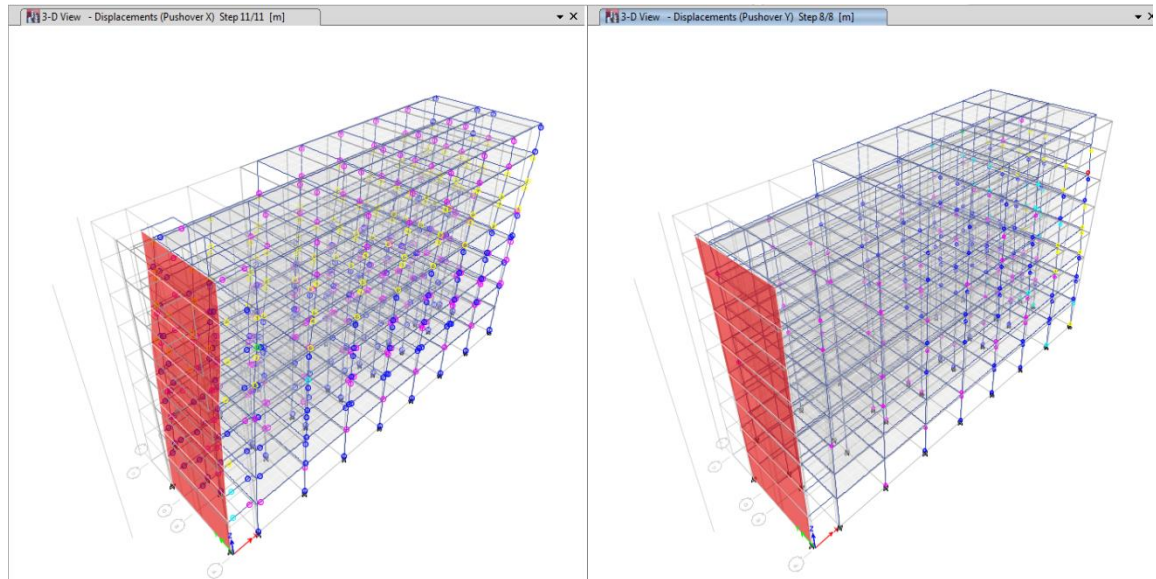 3-D View - Displacements (Pushover X) Step 11/11 [m]
3-D View - Displacements (Pushover Y) Step 8/8 [m]
Z